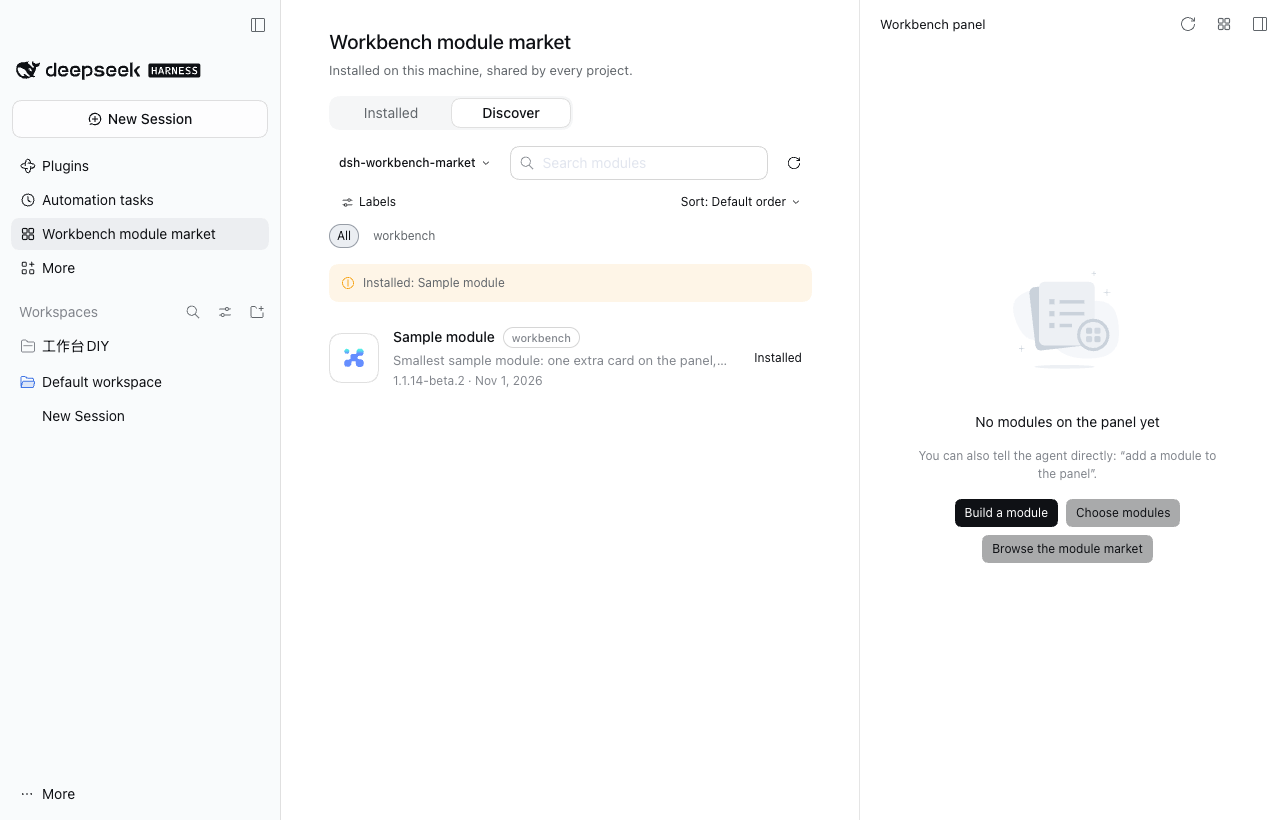 deepseek HARNESS
New Session
Plugins
Automation tasks
Workbench module market
More
Workspaces
工作台DIY
Default workspace
New Session
More
Workbench module market
Installed on this machine, shared by every project.
Installed
Discover
dsh-workbench-market
Search modules
Labels
Sort: Default order
All
workbench
Installed: Sample module
Sample module
workbench
Smallest sample module: one extra card on the panel,...
1.1.14-beta.2 · Nov 1, 2026
Installed
Workbench panel
No modules on the panel yet
You can also tell the agent directly: “add a module to
the panel”.
Build a module
Choose modules
Browse the module market